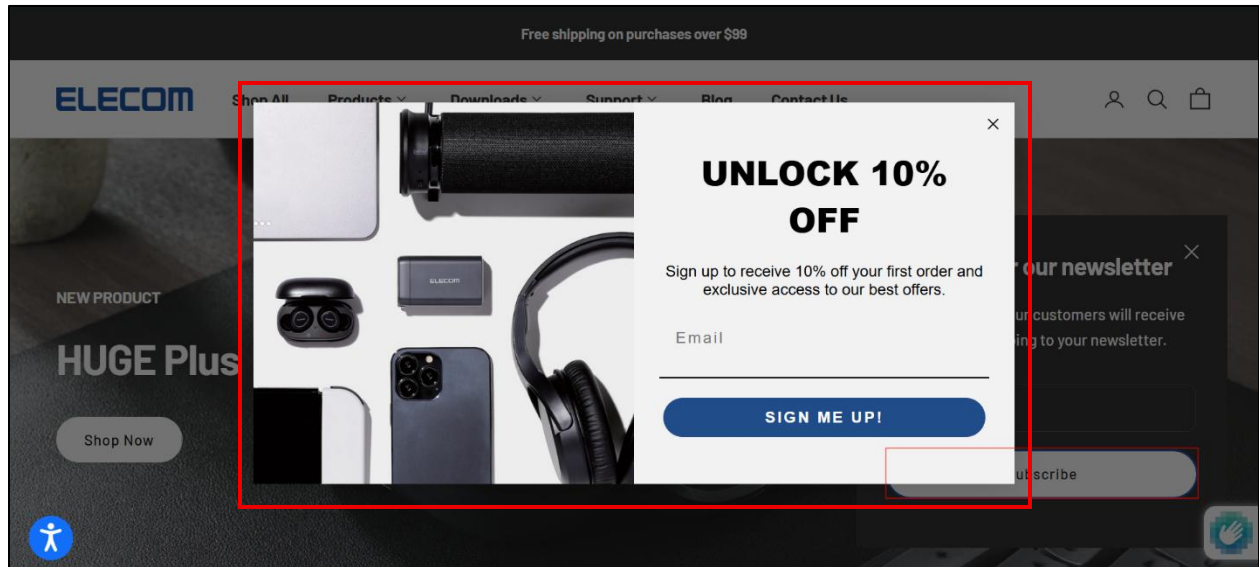 Free shipping on purchases over $99
ELECOM Shop All Products Downloads Support Blog Contact Us
UNLOCK 10%
OFF
Sign up to receive 10% off your first order and
exclusive access to our best offers.
Email
SIGN ME UP!
ELECOM
NEW PRODUCT
HUGE Plus
Shop Now
our newsletter
customers will receive
to your newsletter.